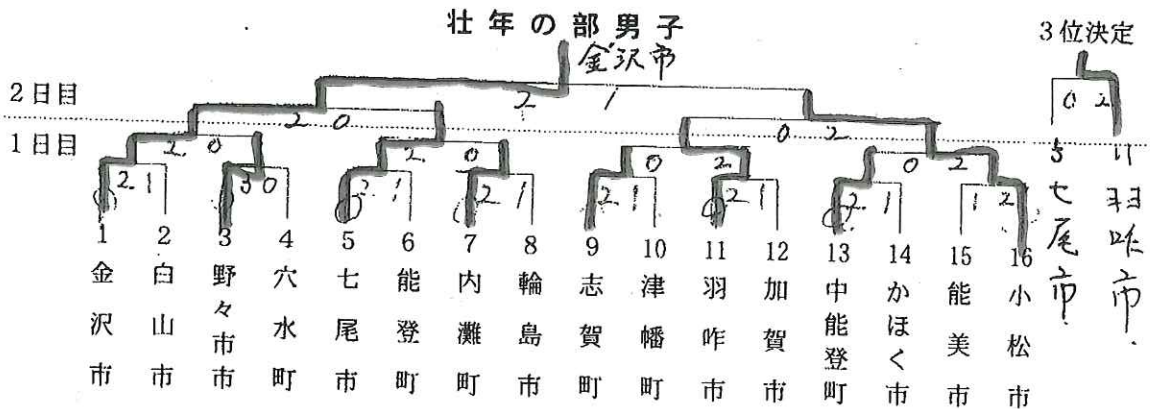 壮年の部男子
3位決定
金沢市
2日目
2 1
0 2
2 0
0 2
1日目
2 0
2 0
0 2
0 2
5 11
2 1
3 0
2 1
2 1
2 1
2 1
2 1
1 2
七尾市
羽咋市
1 2 3 4 5 6 7 8 9 10 11 12 13 14 15 16
金沢市
白山市
野々市市
穴水町
七尾市
能登町
内灘町
輪島市
志賀町
津幡町
羽咋市
加賀市
中能登町
かほく市
能美市
小松市